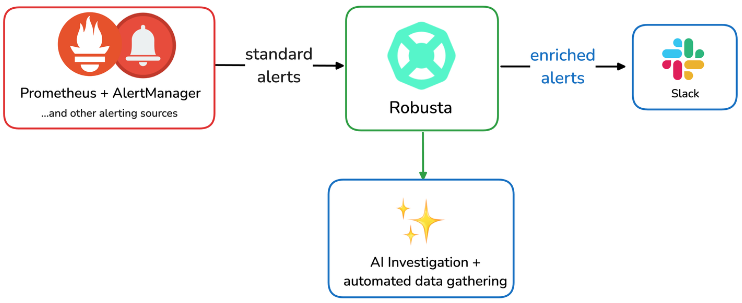 Prometheus + AlertManager
...and other alerting sources
standard
alerts
Robusta
enriched
alerts
Slack
AI Investigation +
automated data gathering